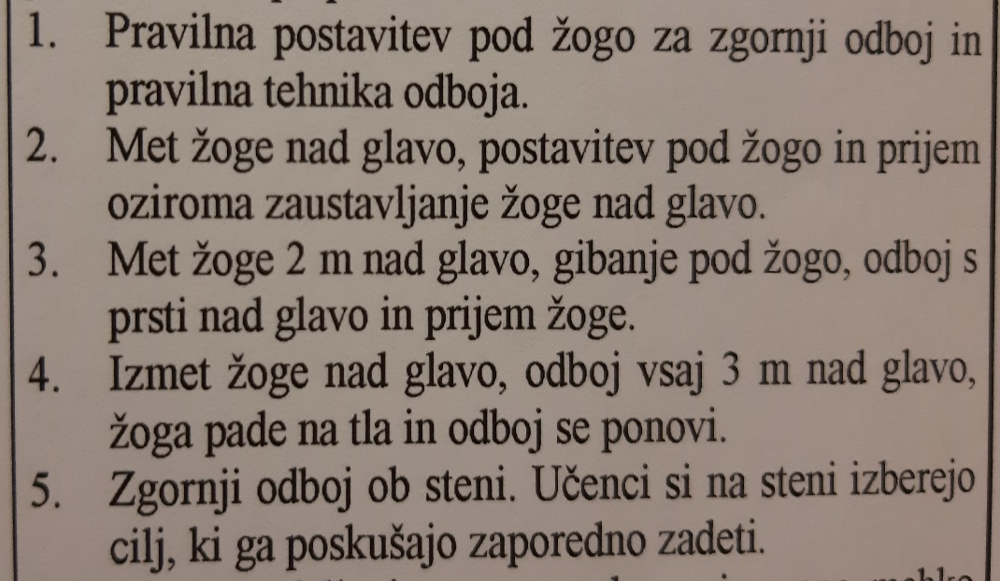 1. Pravilna postavitev pod žogo za zgornji odboj in
pravilna tehnika odboja.
2. Met žoge nad glavo, postavitev pod žogo in prijem
oziroma zaustavljanje žoge nad glavo.
3. Met žoge 2 m nad glavo, gibanje pod žogo, odboj s
prsti nad glavo in prijem žoge.
4. Izmet žoge nad glavo, odboj vsaj 3 m nad glavo,
žoga pade na tla in odboj se ponovi.
5. Zgornji odboj ob steni. Učenci si na steni izberejo
cilj, ki ga poskušajo zaporedno zadeti.